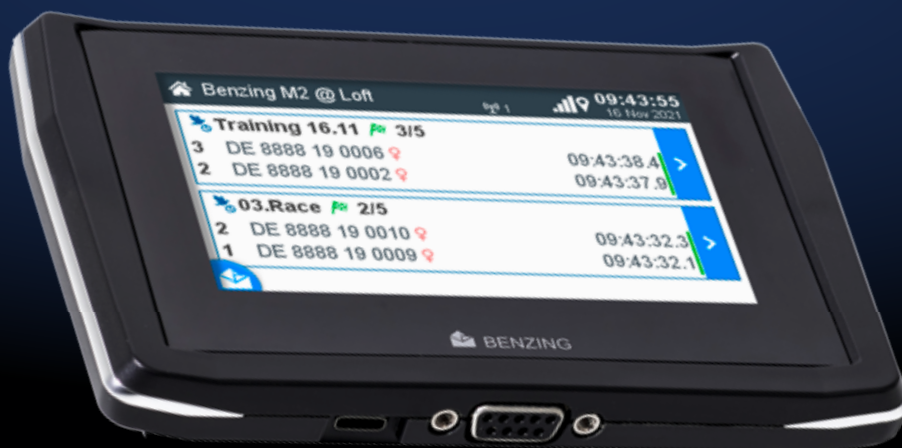 Benzing M2 @ Loft
1
09:43:55
16 Nov 2021
Training 16.11 3/5
3 DE 8888 19 0006 ♀ 09:43:38.4
2 DE 8888 19 0002 ♀ 09:43:37.9
03.Race 2/5
2 DE 8888 19 0010 ♀ 09:43:32.3
1 DE 8888 19 0009 ♀ 09:43:32.1
BENZING